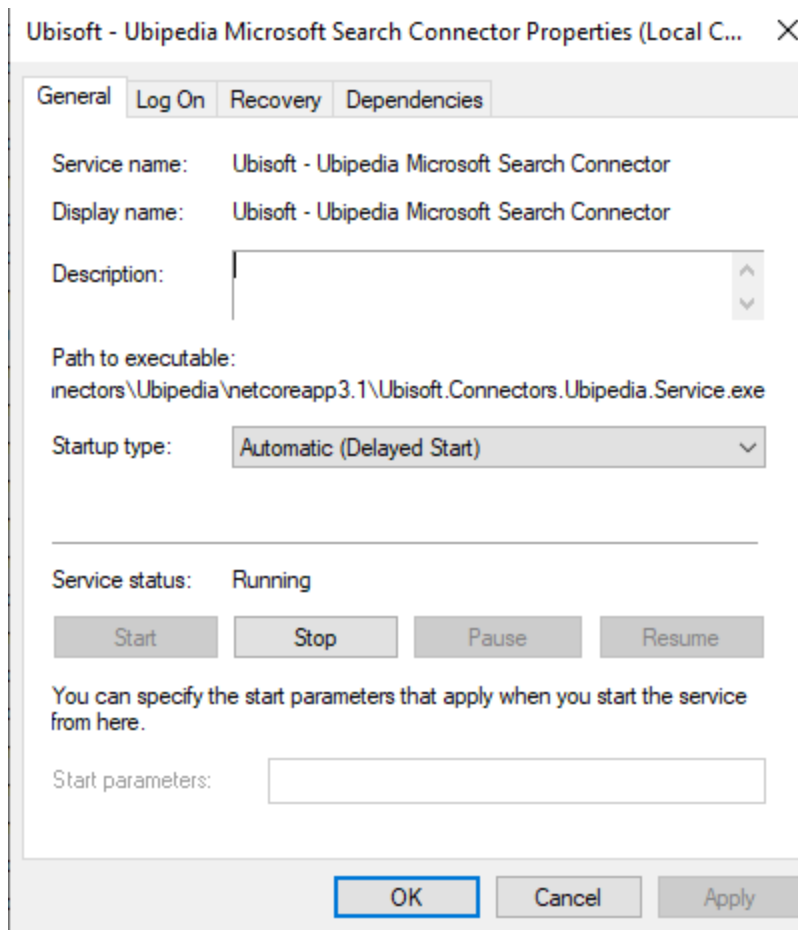 Ubisoft - Ubipedia Microsoft Search Connector Properties (Local C...
General Log On Recovery Dependencies
Service name: Ubisoft - Ubipedia Microsoft Search Connector
Display name: Ubisoft - Ubipedia Microsoft Search Connector
Description:
Path to executable:
nnectors\Ubipedia\netcoreapp3.1\Ubisoft.Connectors.Ubipedia.Service.exe
Startup type: Automatic (Delayed Start)
Service status: Running
Start Stop Pause Resume
You can specify the start parameters that apply when you start the service
from here.
Start parameters:
OK Cancel Apply